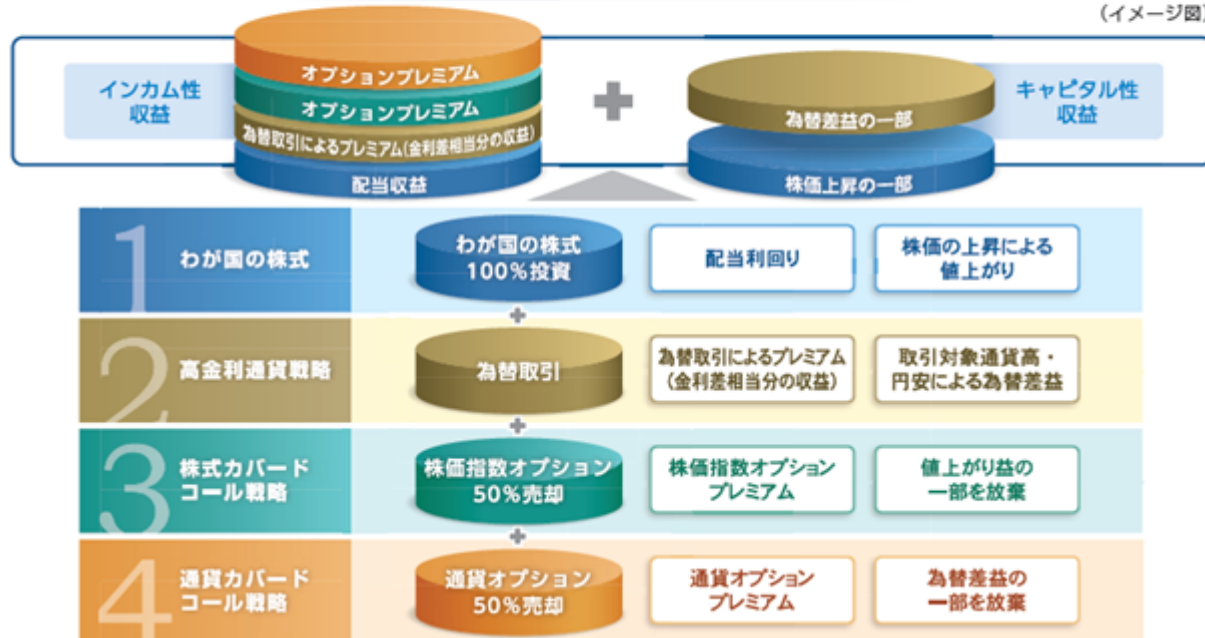 (イメージ図)
インカム性
収益
オプションプレミアム
オプションプレミアム
為替取引によるプレミアム(金利差相当分の収益)
配当収益
+
為替差益の一部
株価上昇の一部
キャピタル性
収益
1
わが国の株式
わが国の株式
100%投資
配当利回り
株価の上昇による
値上がり
+
2
高金利通貨戦略
為替取引
為替取引によるプレミアム
(金利差相当分の収益)
取引対象通貨高・
円安による為替差益
+
3
株式カバード
コール戦略
株価指数オプション
50%売却
株価指数オプション
プレミアム
値上がり益の
一部を放棄
+
4
通貨カバード
コール戦略
通貨オプション
50%売却
通貨オプション
プレミアム
為替差益の
一部を放棄